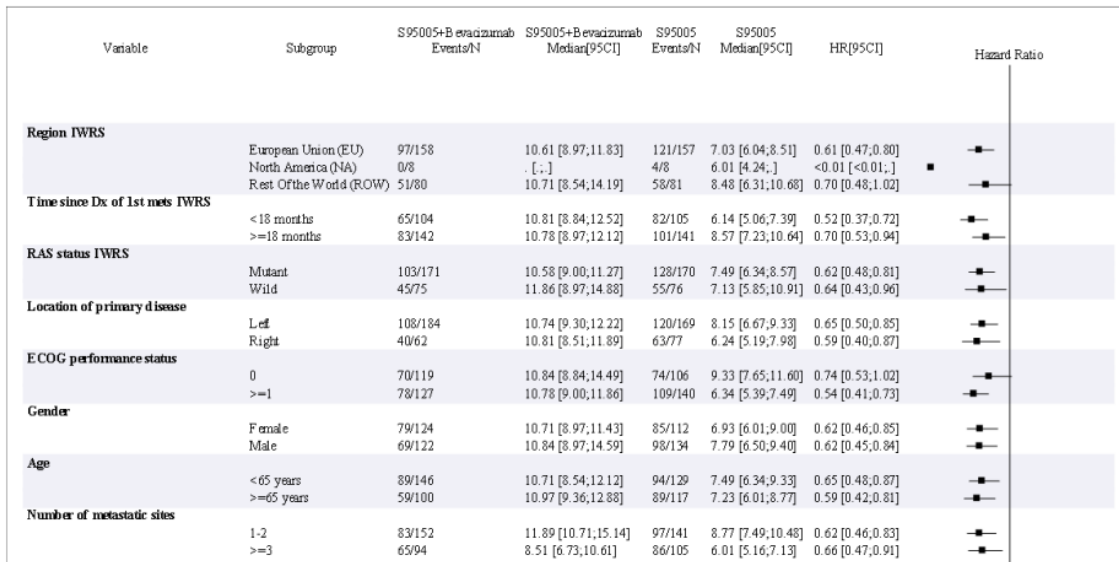 Variable Subgroup S95005+Bevacizumab Events/N S95005+Bevacizumab Median[95CI] S95005 Events/N S95005 Median[95CI] HR[95CI] Hazard Ratio
Region IWRS
European Union (EU) 97/158 10.61 [8.97;11.83] 121/157 7.03 [6.04;8.51] 0.61 [0.47;0.80]
North America (NA) 0/8 . [.;.] 4/8 6.01 [4.24;.] <0.01 [<0.01;.]
Rest Of the World (ROW) 51/80 10.71 [8.54;14.19] 58/81 8.48 [6.31;10.68] 0.70 [0.48;1.02]
Time since Dx of 1st mets IWRS
<18 months 65/104 10.81 [8.84;12.52] 82/105 6.14 [5.06;7.39] 0.52 [0.37;0.72]
>=18 months 83/142 10.78 [8.97;12.12] 101/141 8.57 [7.23;10.64] 0.70 [0.53;0.94]
RAS status IWRS
Mutant 103/171 10.58 [9.00;11.27] 128/170 7.49 [6.34;8.57] 0.62 [0.48;0.81]
Wild 45/75 11.86 [8.97;14.88] 55/76 7.13 [5.85;10.91] 0.64 [0.43;0.96]
Location of primary disease
Left 108/184 10.74 [9.30;12.22] 120/169 8.15 [6.67;9.33] 0.65 [0.50;0.85]
Right 40/62 10.81 [8.51;11.89] 63/77 6.24 [5.19;7.98] 0.59 [0.40;0.87]
ECOG performance status
0 70/119 10.84 [8.84;14.49] 74/106 9.33 [7.65;11.60] 0.74 [0.53;1.02]
>=1 78/127 10.78 [9.00;11.86] 109/140 6.34 [5.39;7.49] 0.54 [0.41;0.73]
Gender
Female 79/124 10.71 [8.97;11.43] 85/112 6.93 [6.01;9.00] 0.62 [0.46;0.85]
Male 69/122 10.84 [8.97;14.59] 98/134 7.79 [6.50;9.40] 0.62 [0.45;0.84]
Age
<65 years 89/146 10.71 [8.54;12.12] 94/129 7.49 [6.34;9.33] 0.65 [0.48;0.87]
>=65 years 59/100 10.97 [9.36;12.88] 89/117 7.23 [6.01;8.77] 0.59 [0.42;0.81]
Number of metastatic sites
1-2 83/152 11.89 [10.71;15.14] 97/141 8.77 [7.49;10.48] 0.62 [0.46;0.83]
>=3 65/94 8.51 [6.73;10.61] 86/105 6.01 [5.16;7.13] 0.66 [0.47;0.91]